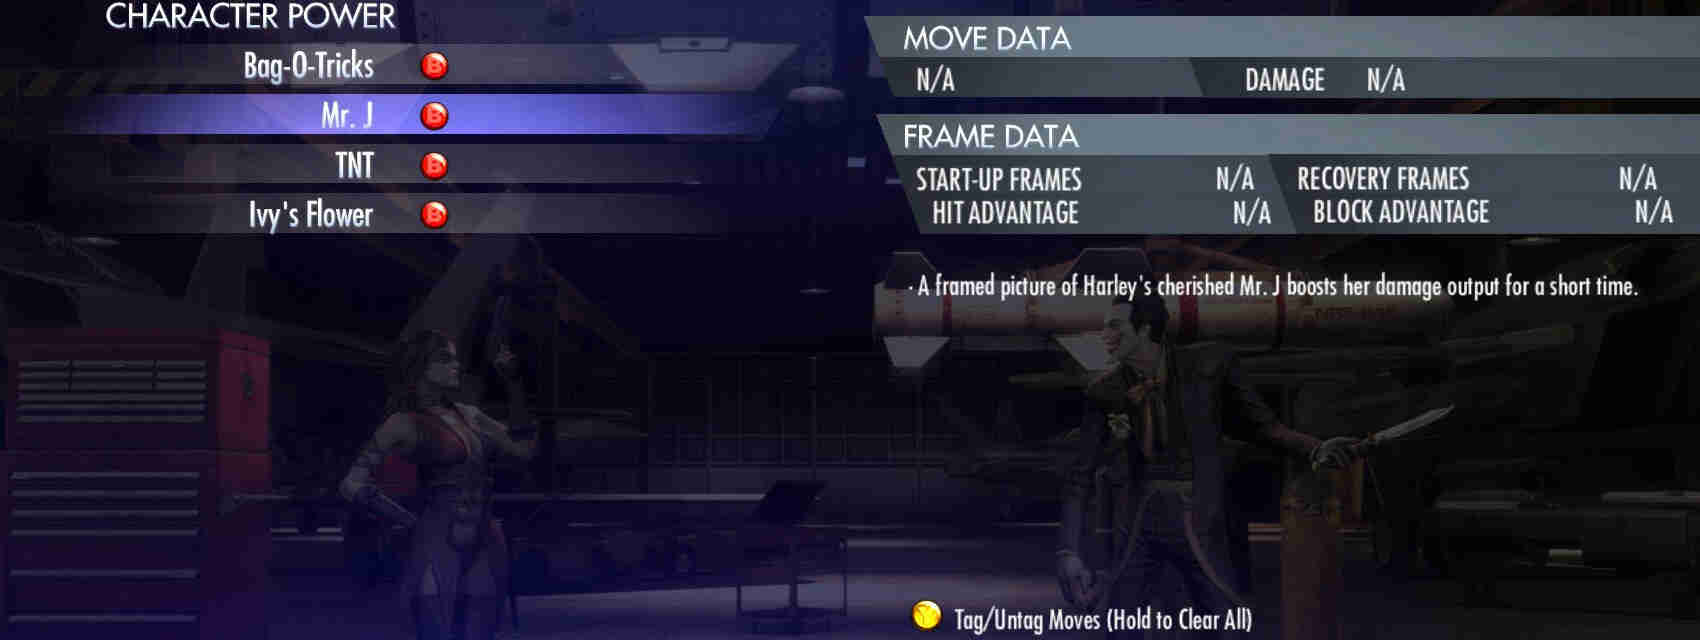 CHARACTER POWER
Bag-O-Tricks B
Mr. J B
TNT B
Ivy's Flower B
MOVE DATA
N/A DAMAGE N/A
FRAME DATA
START-UP FRAMES N/A RECOVERY FRAMES N/A
HIT ADVANTAGE N/A BLOCK ADVANTAGE N/A
· A framed picture of Harley's cherished Mr. J boosts her damage output for a short time.
Y Tag/Untag Moves (Hold to Clear All)